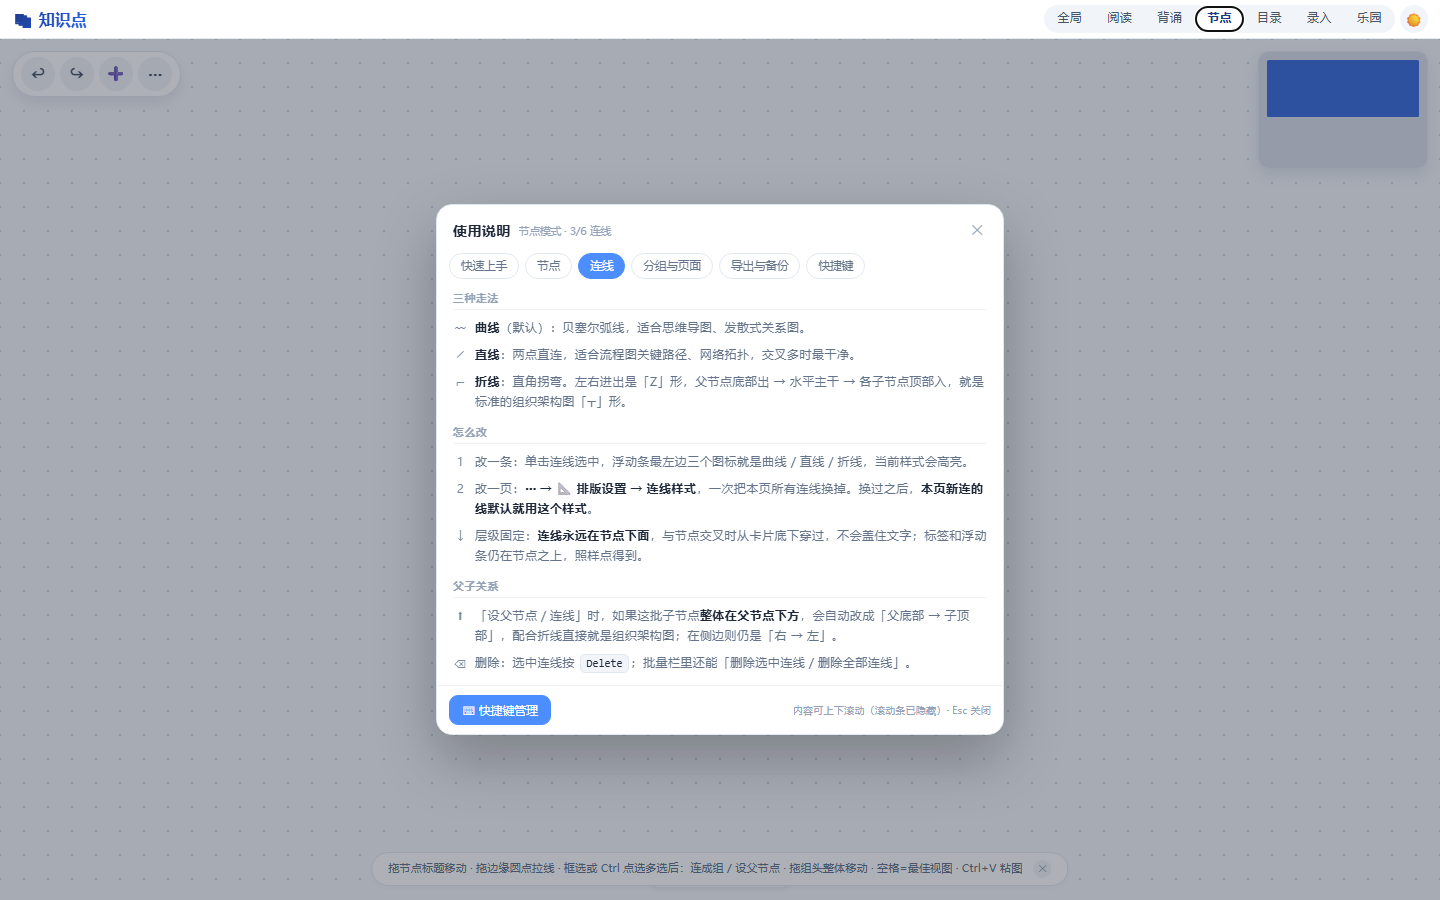 知识点
全局 阅读 背诵 节点 目录 录入 乐园
使用说明 节点模式 · 3/6 连线
快速上手 节点 连线 分组与页面 导出与备份 快捷键
三种走法
曲线（默认）：贝塞尔弧线，适合思维导图、发散式关系图。
直线：两点直连，适合流程图关键路径、网络拓扑，交叉多时最干净。
折线：直角拐弯。左右进出是「Z」形，父节点底部出 → 水平主干 → 各子节点顶部入，就是
标准的组织架构图「┬」形。
怎么改
1 改一条：单击连线选中，浮动条最左边三个图标就是曲线 / 直线 / 折线，当前样式会高亮。
2 改一页：··· → 📐 排版设置 → 连线样式，一次把本页所有连线换掉。换过之后，本页新连的
线默认就用这个样式。
↓ 层级固定：连线永远在节点下面，与节点交叉时从卡片底下穿过，不会盖住文字；标签和浮动
条仍在节点之上，照样点得到。
父子关系
「设父节点 / 连线」时，如果这批子节点整体在父节点下方，会自动改成「父底部 → 子顶
部」，配合折线直接就是组织架构图；在侧边则仍是「右 → 左」。
⌫ 删除：选中连线按 Delete；批量栏里还能「删除选中连线 / 删除全部连线」。
快捷键管理 内容可上下滚动（滚动条已隐藏）· Esc 关闭
拖节点标题移动 · 拖边缘圆点拉线 · 框选或 Ctrl 点选多选后：连成组 / 设父节点 · 拖组头整体移动 · 空格=最佳视图 · Ctrl+V 粘图